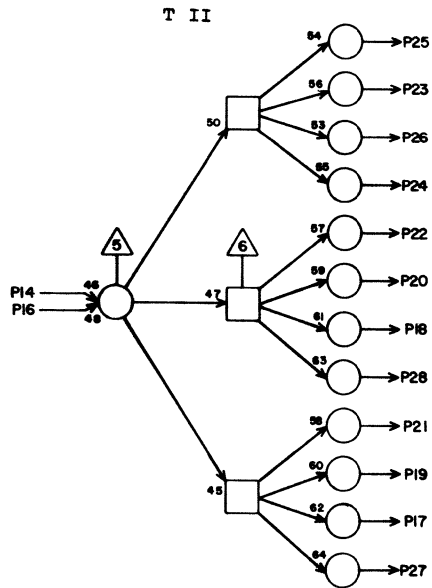 T II
54 P25
56 P23
50 53 P26
55 P24
5 6 57 P22
P14 46 47 59 P20
P16 48 61 P18
63 P28
58 P21
45 60 P19
62 P17
64 P27